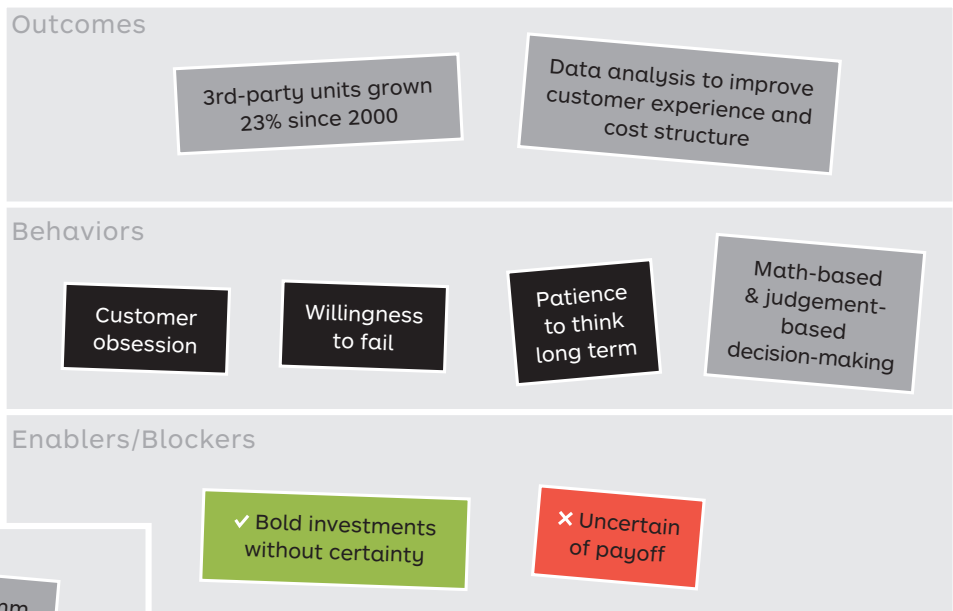 Outcomes
3rd-party units grown
23% since 2000
Data analysis to improve
customer experience and
cost structure
Behaviors
Customer
obsession
Willingness
to fail
Patience
to think
long term
Math-based
& judgement-
based
decision-making
Enablers/Blockers
✓ Bold investments
without certainty
✕ Uncertain
of payoff